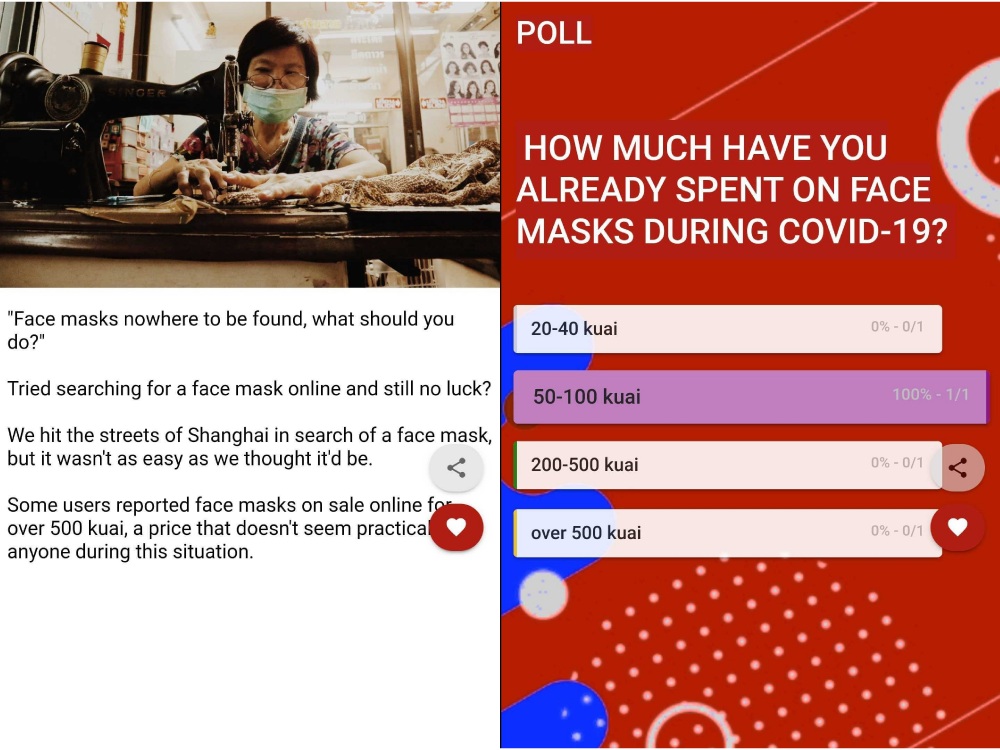 SINGER
"Face masks nowhere to be found, what should you
do?"
Tried searching for a face mask online and still no luck?
We hit the streets of Shanghai in search of a face mask,
but it wasn't as easy as we thought it'd be.
Some users reported face masks on sale online for
over 500 kuai, a price that doesn't seem practical
anyone during this situation.
POLL
HOW MUCH HAVE YOU
ALREADY SPENT ON FACE
MASKS DURING COVID-19?
20-40 kuai 0% - 0/1
50-100 kuai 100% - 1/1
200-500 kuai 0% - 0/1
over 500 kuai 0% - 0/1